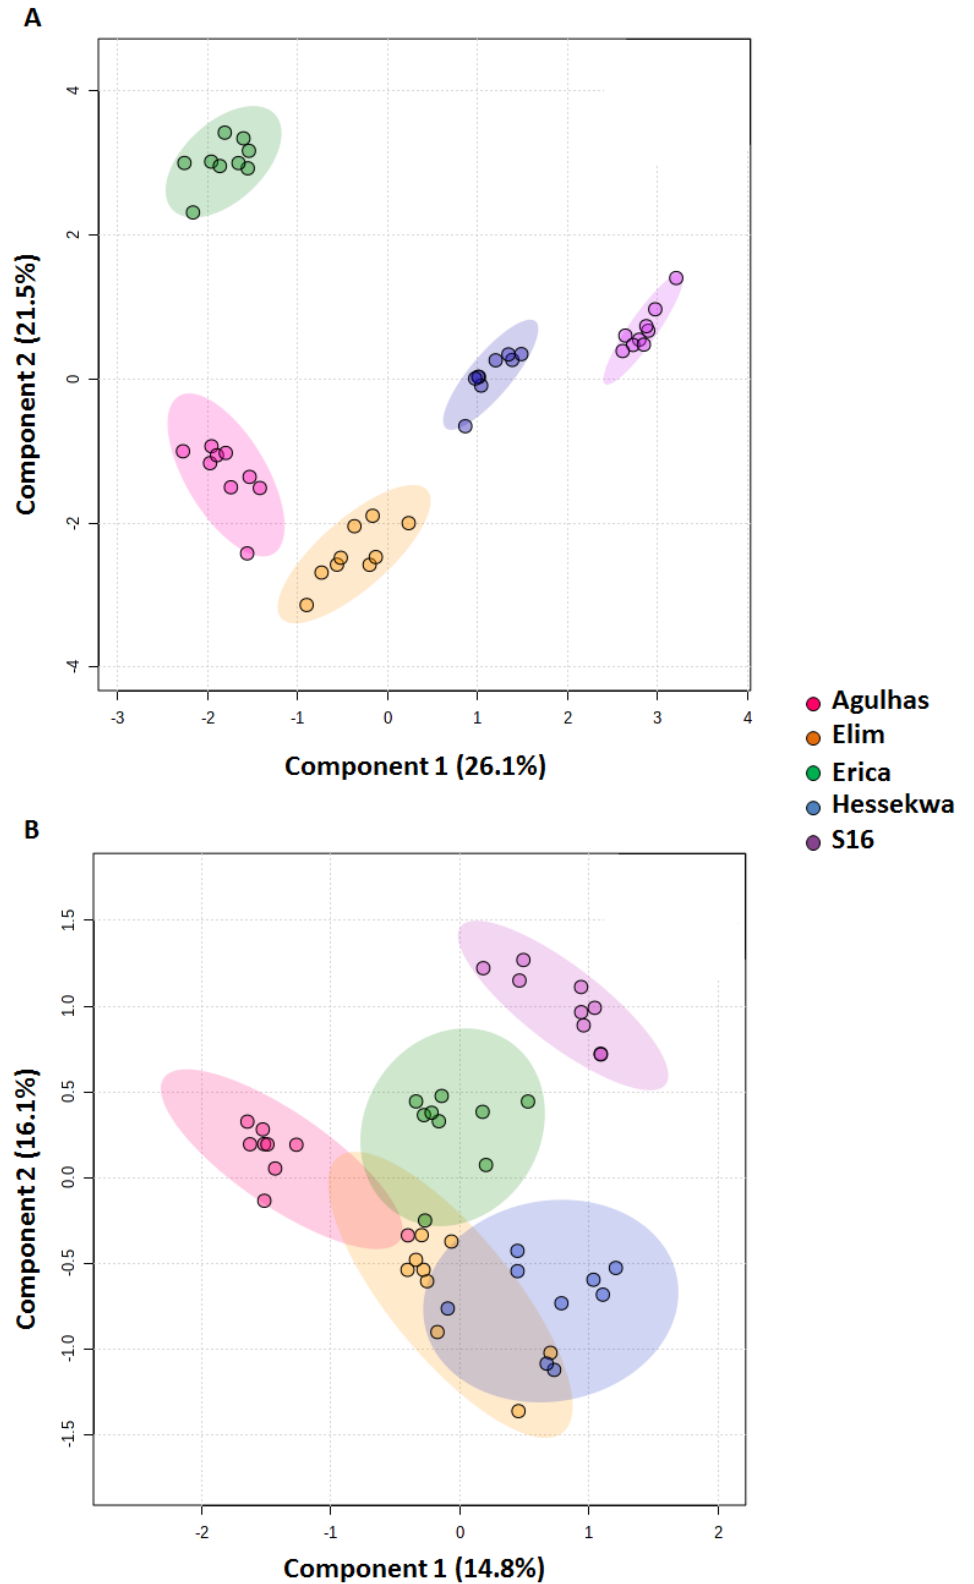 A
4
2
0
-2
-4
Component 2 (21.5%)
-3 -2 -1 0 1 2 3 4
Component 1 (26.1%)
Agulhas
Elim
Erica
Hessekwa
S16
B
1.5
1.0
0.5
0.0
-0.5
-1.0
-1.5
Component 2 (16.1%)
-2 -1 0 1 2
Component 1 (14.8%)